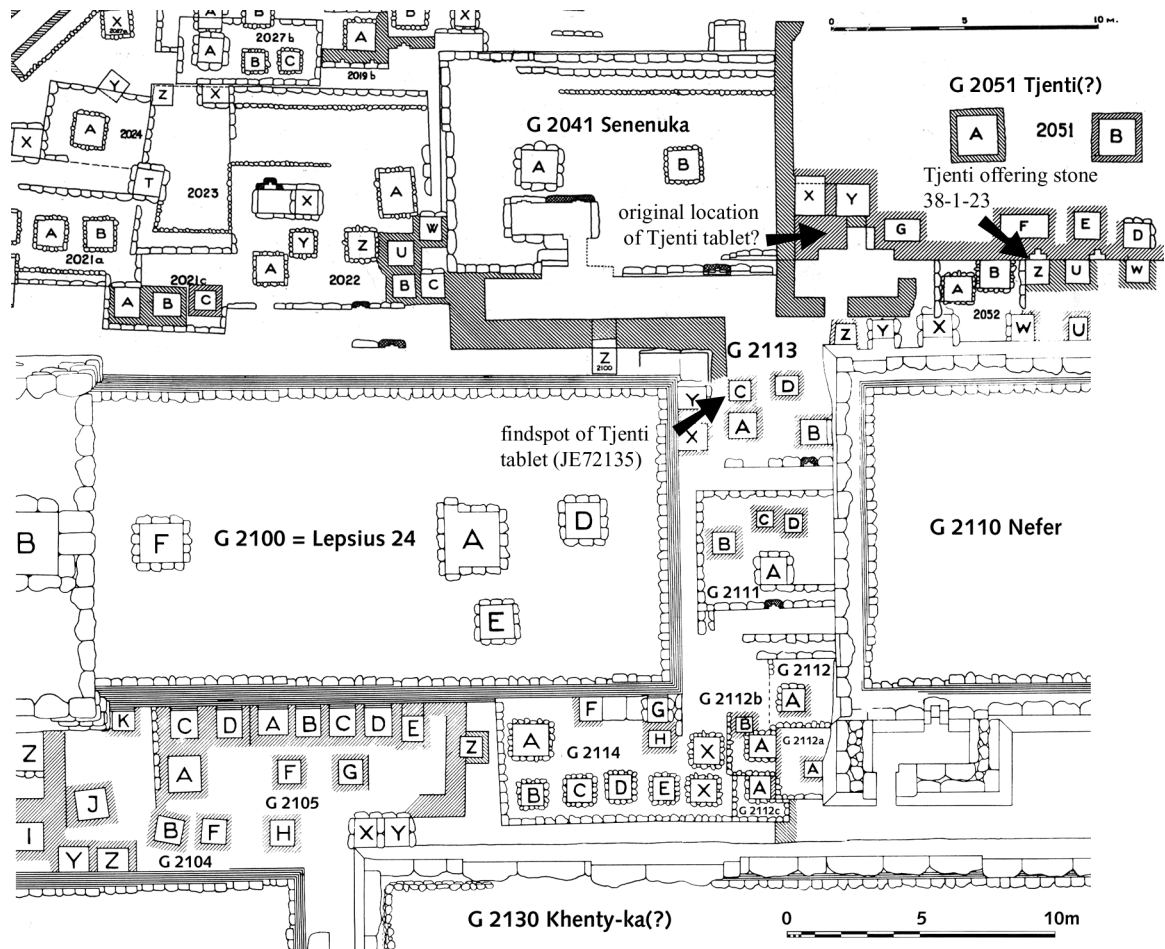 X
B
2027a
A
B
X
2027b
A
B
C
A
2019 b
0
5
10 M.
G 2051 Tjenti(?)
Y
Z
X
G 2041 Senenuka
A
2051
B
A
2024
X
A
B
Tjenti offering stone
38-1-23
T
2023
A
X
X
Y
original location
of Tjenti tablet?
G
F
E
D
W
A
B
2021a
Y
Z
U
A
B
Z
U
W
A
2021c
2022
B
C
A
B
C
2052
Z
2100
G 2113
Z
Y
X
W
U
Y
C
D
A
X
B
findspot of Tjenti
tablet (JE72135)
B
F
G 2100 = Lepsius 24
A
D
G 2110 Nefer
C
D
B
A
G 2111
E
G 2112
G 2112b
A
K
C
D
A
B
C
D
E
F
G
B
Z
Z
A
G 2114
H
X
A
G 2112a
A
F
G
A
J
G 2105
B
C
D
E
X
A
G 2112c
I
B
F
H
X
Y
Y
Z
G 2104
G 2130 Khenty-ka(?)
0
5
10m